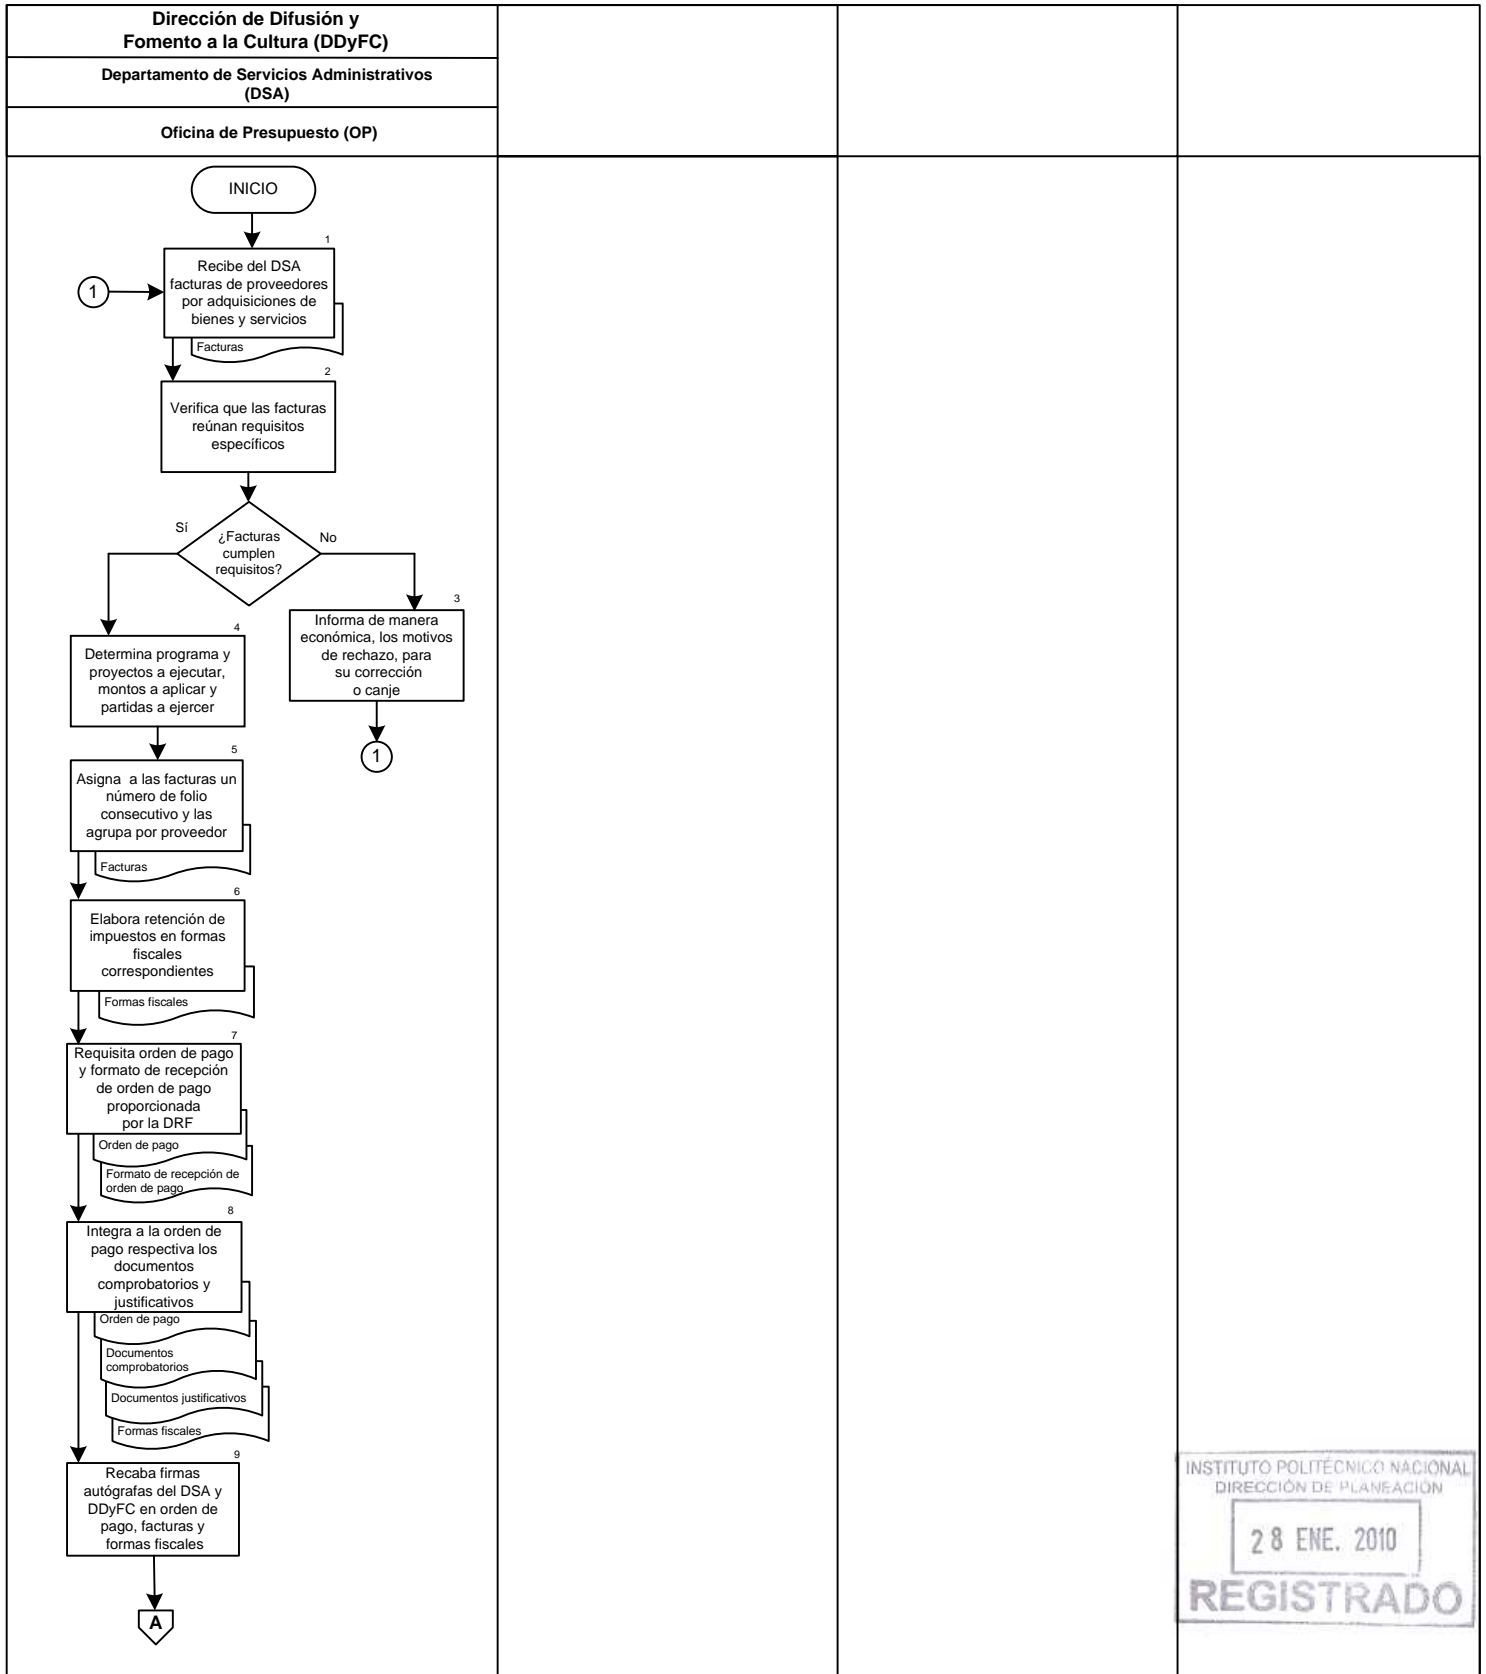 Dirección de Difusión y
Fomento a la Cultura (DDyFC)
Departamento de Servicios Administrativos
(DSA)
Oficina de Presupuesto (OP)
INICIO
1
Recibe del DSA
facturas de proveedores
por adquisiciones de
bienes y servicios
1
Facturas
2
Verifica que las facturas
reúnan requisitos
específicos
Sí
¿Facturas
cumplen
requisitos?
No
3
Informa de manera
económica, los motivos
de rechazo, para
su corrección
o canje
1
4
Determina programa y
proyectos a ejecutar,
montos a aplicar y
partidas a ejercer
5
Asigna a las facturas un
número de folio
consecutivo y las
agrupa por proveedor
Facturas
6
Elabora retención de
impuestos en formas
fiscales
correspondientes
Formas fiscales
7
Requisita orden de pago
y formato de recepción
de orden de pago
proporcionada
por la DRF
Orden de pago
Formato de recepción de
orden de pago
8
Integra a la orden de
pago respectiva los
documentos
comprobatorios y
justificativos
Orden de pago
Documentos
comprobatorios
Documentos justificativos
Formas fiscales
9
Recaba firmas
autógrafas del DSA y
DDyFC en orden de
pago, facturas y
formas fiscales
A
INSTITUTO POLITÉCNICO NACIONAL
DIRECCIÓN DE PLANEACIÓN
28 ENE. 2010
REGISTRADO